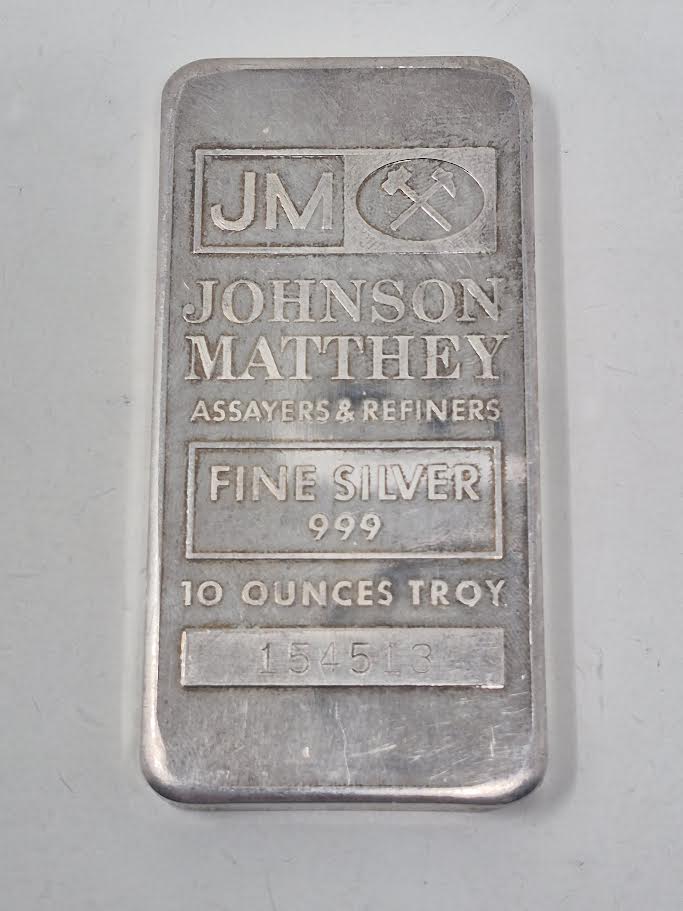 JM
JOHNSON
MATTHEY
ASSAYERS & REFINERS
FINE SILVER
999
10 OUNCES TROY
154513